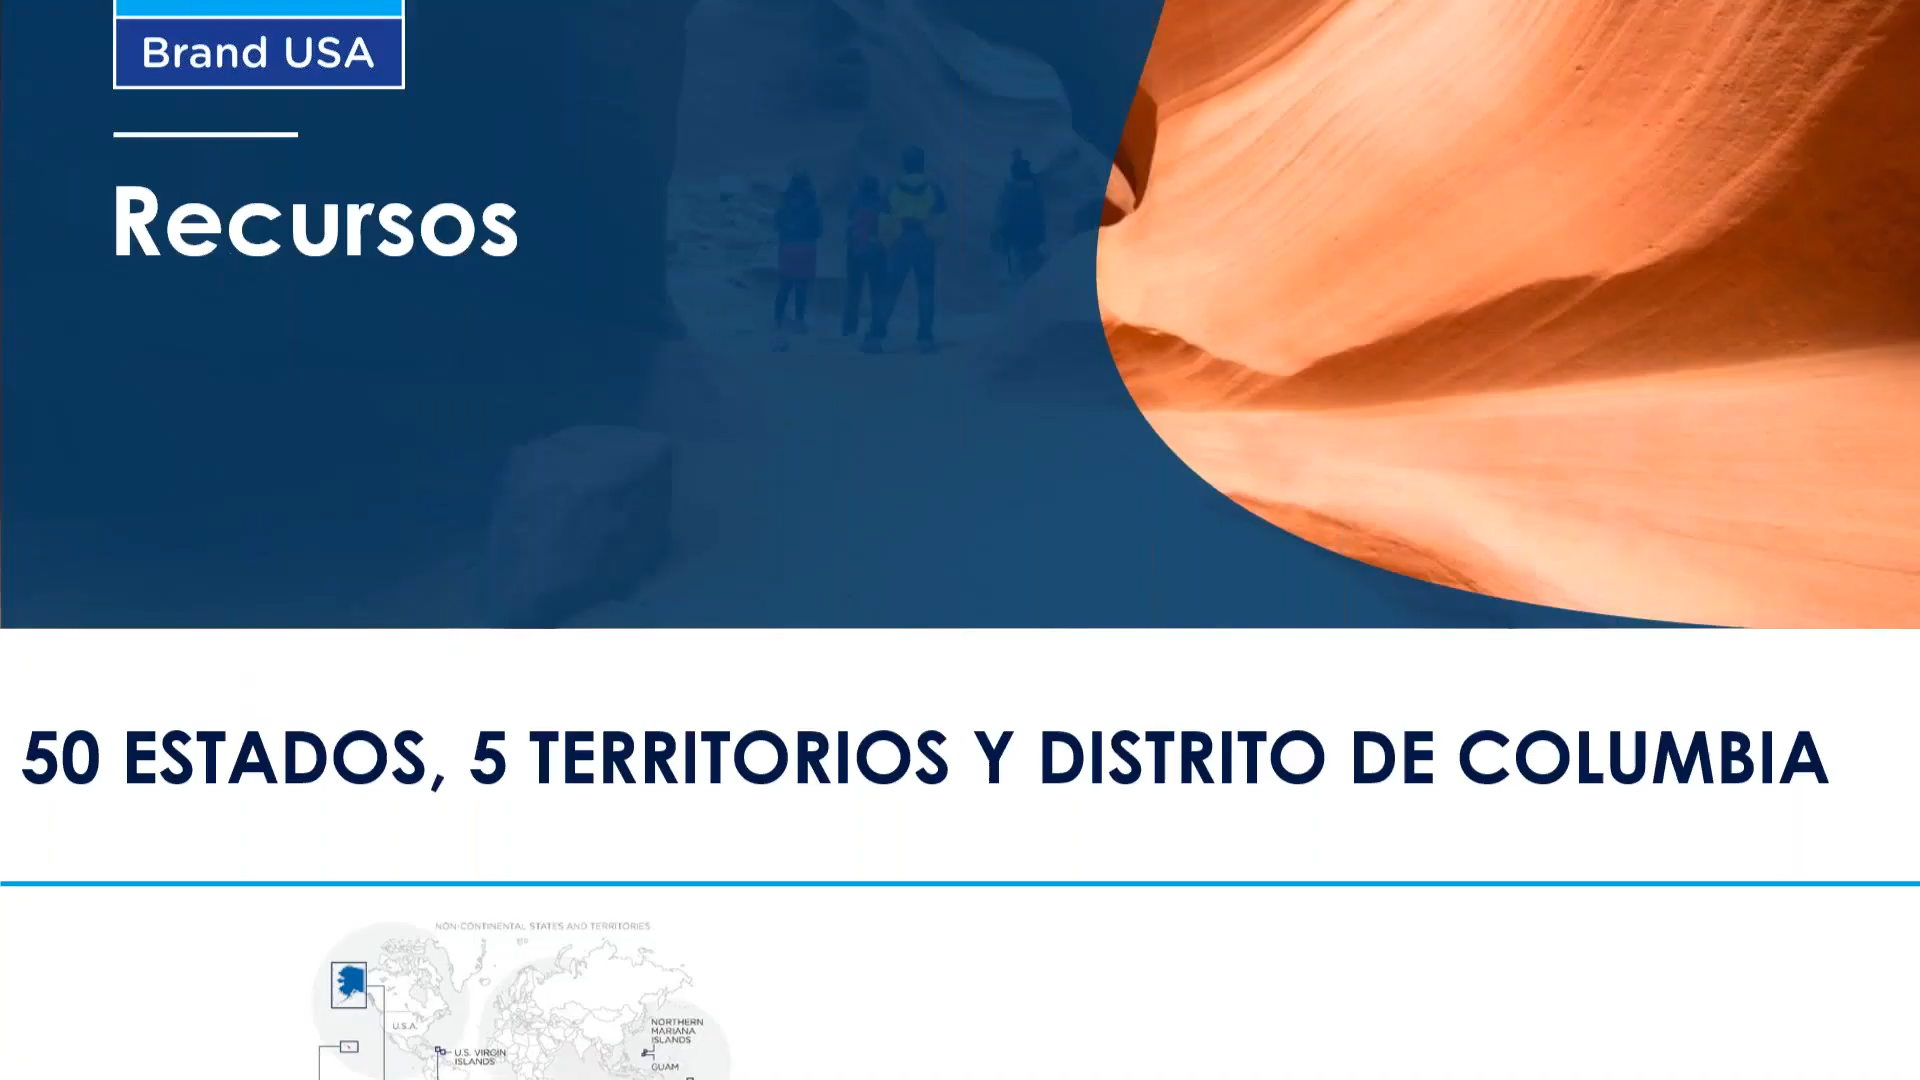 Brand USA
Recursos
50 ESTADOS, 5 TERRITORIOS Y DISTRITO DE COLUMBIA
NON-CONTINENTAL STATES AND TERRITORIES
U.S.A.
NORTHERN
MARIANA
ISLANDS
U.S. VIRGIN
ISLANDS
GUAM